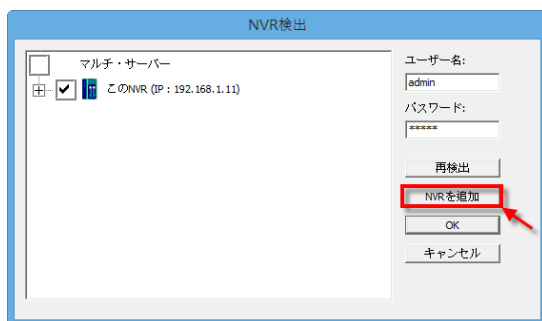 NVR検出
マルチ・サーバー
このNVR (IP : 192.168.1.11)
ユーザー名:
admin
パスワード:
*****
再検出
NVRを追加
OK
キャンセル